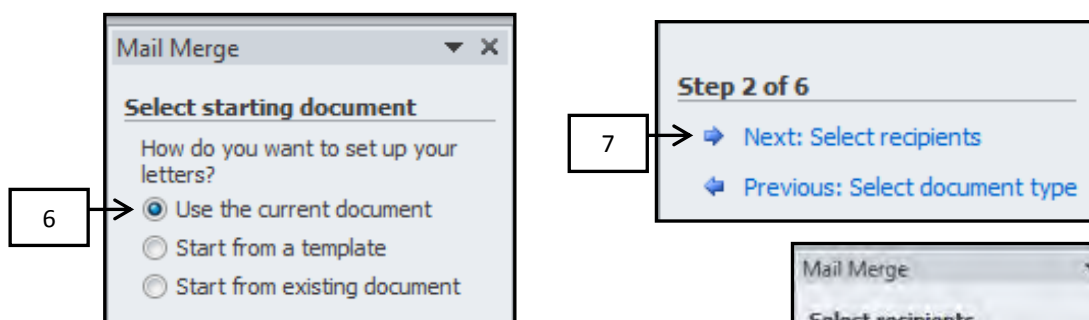 Mail Merge
Select starting document
How do you want to set up your
letters?
6
Use the current document
Start from a template
Start from existing document
Step 2 of 6
7
Next: Select recipients
Previous: Select document type
Mail Merge
Select recipients